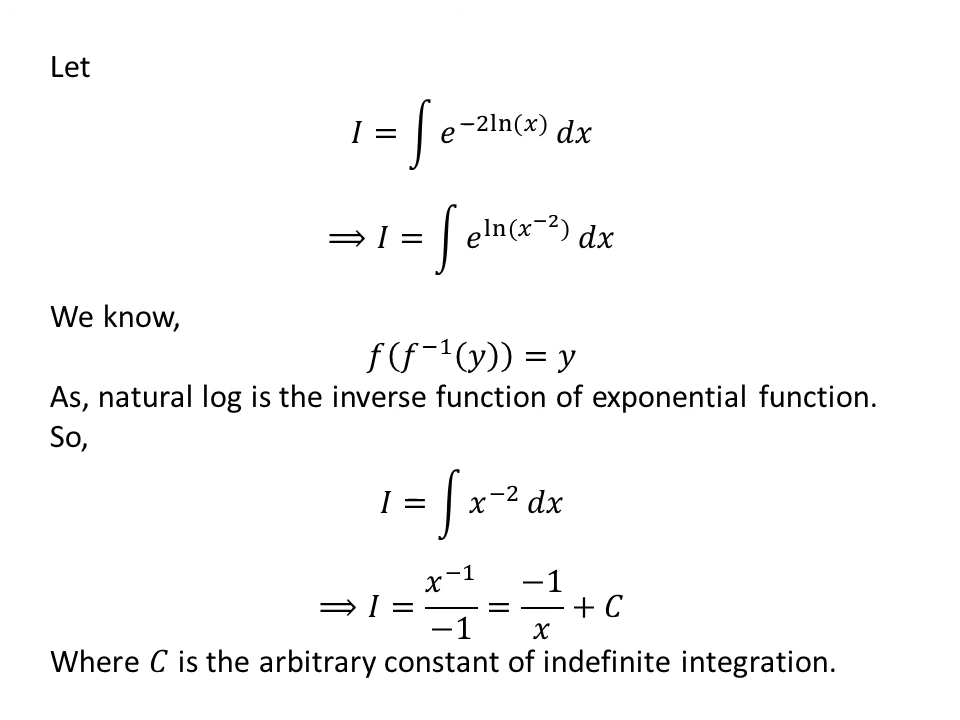 Let
𝐼 = ∫ 𝑒^{−2ln(𝑥)} 𝑑𝑥
⟹ 𝐼 = ∫ 𝑒^{ln(𝑥^{−2})} 𝑑𝑥
We know,
𝑓(𝑓^{−1}(𝑦)) = 𝑦
As, natural log is the inverse function of exponential function.
So,
𝐼 = ∫ 𝑥^{−2} 𝑑𝑥
⟹ 𝐼 = 𝑥^{−1}/−1 = −1/𝑥 + 𝐶
Where 𝐶 is the arbitrary constant of indefinite integration.